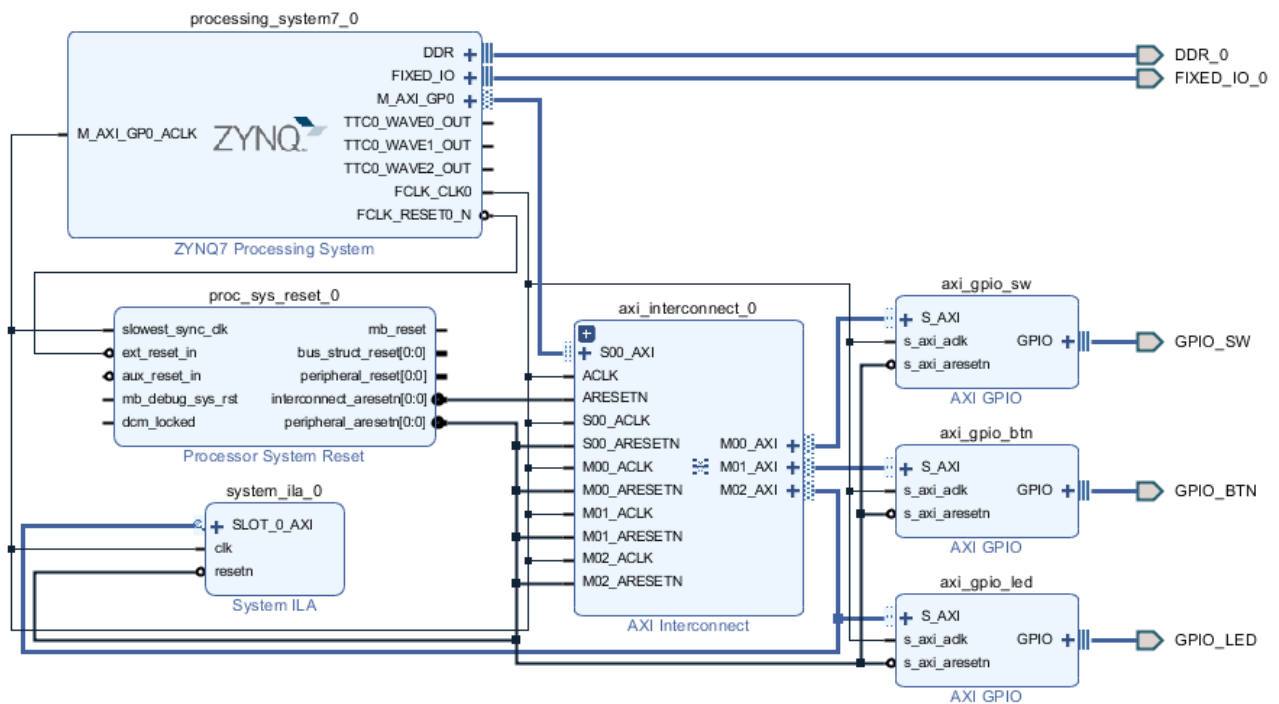 processing_system7_0
DDR
FIXED_IO
M_AXI_GP0
M_AXI_GP0_ACLK
ZYNQ
TTC0_WAVE0_OUT
TTC0_WAVE1_OUT
TTC0_WAVE2_OUT
FCLK_CLK0
FCLK_RESET0_N
ZYNQ7 Processing System
DDR_0
FIXED_IO_0
proc_sys_reset_0
slowest_sync_clk
ext_reset_in
aux_reset_in
mb_debug_sys_rst
dcm_locked
mb_reset
bus_struct_reset[0:0]
peripheral_reset[0:0]
interconnect_aresetn[0:0]
peripheral_aresetn[0:0]
Processor System Reset
system_ila_0
SLOT_0_AXI
clk
resetn
System ILA
axi_interconnect_0
S00_AXI
ACLK
ARESETN
S00_ACLK
S00_ARESETN
M00_ACLK
M00_ARESETN
M01_ACLK
M01_ARESETN
M02_ACLK
M02_ARESETN
M00_AXI
M01_AXI
M02_AXI
AXI Interconnect
axi_gpio_sw
S_AXI
s_axi_aclk
s_axi_aresetn
GPIO
AXI GPIO
GPIO_SW
axi_gpio_btn
S_AXI
s_axi_aclk
s_axi_aresetn
GPIO
AXI GPIO
GPIO_BTN
axi_gpio_led
S_AXI
s_axi_aclk
s_axi_aresetn
GPIO
AXI GPIO
GPIO_LED